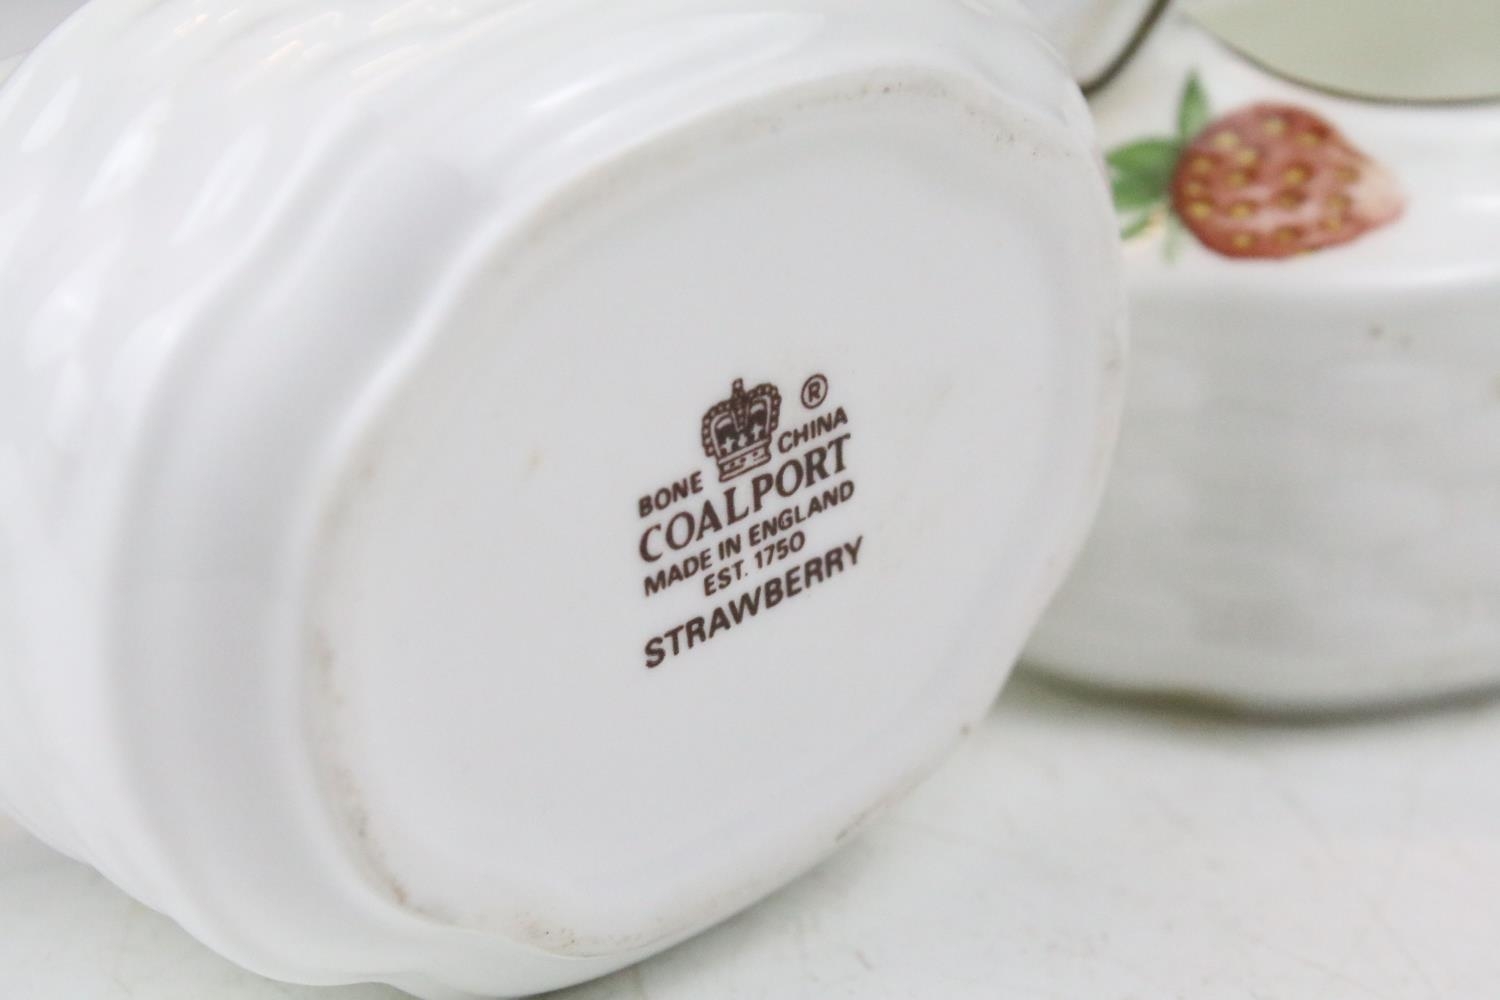 ®
BONE CHINA
COALPORT
MADE IN ENGLAND
EST. 1750
STRAWBERRY